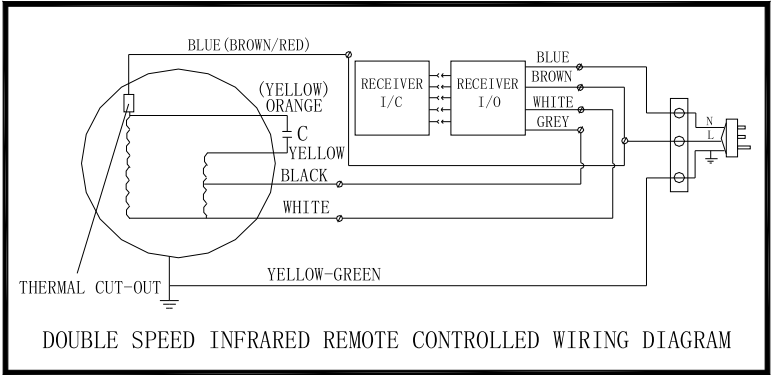 BLUE(BROWN/RED)
(YELLOW)
ORANGE
C
YELLOW
BLACK
WHITE
RECEIVER
I/C
RECEIVER
I/O
BLUE
BROWN
WHITE
GREY
N
L
YELLOW-GREEN
THERMAL CUT-OUT
DOUBLE SPEED INFRARED REMOTE CONTROLLED WIRING DIAGRAM